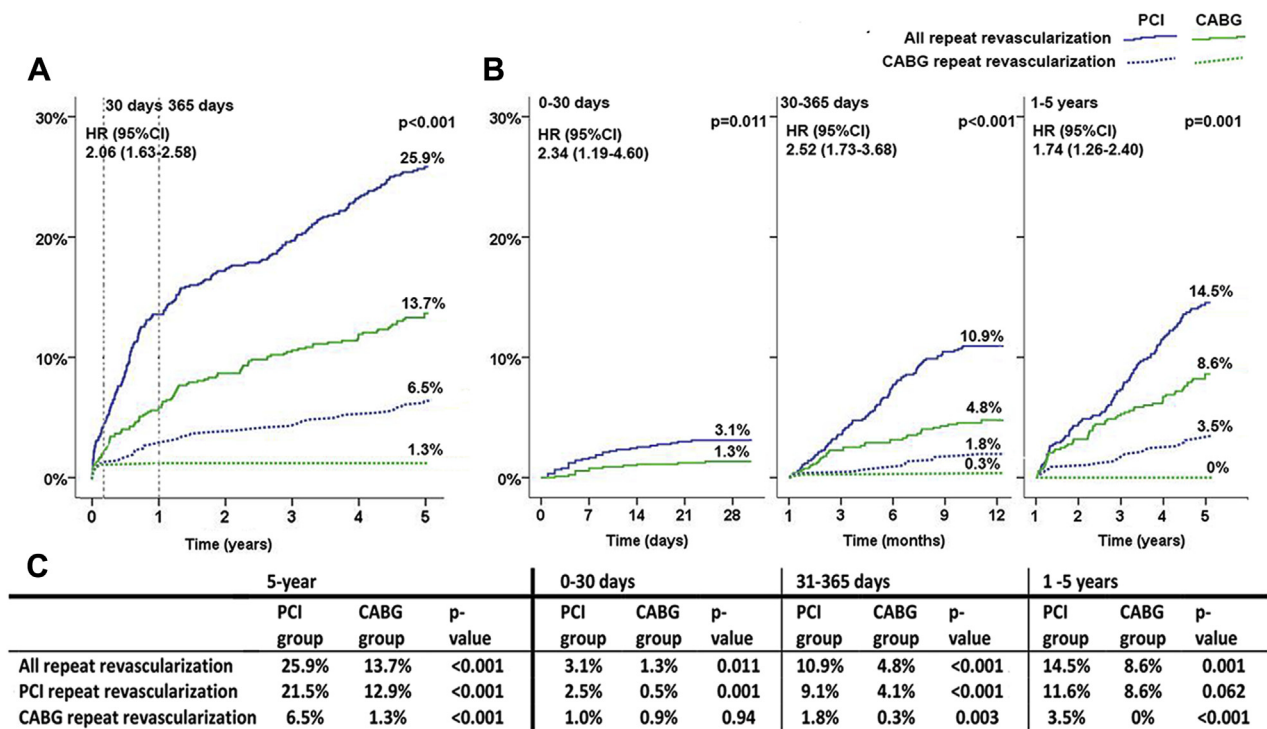 PCI CABG
All repeat revascularization
CABG repeat revascularization
A
30 days 365 days
HR (95%CI)
2.06 (1.63-2.58)
p<0.001
30%
20%
10%
0%
25.9%
13.7%
6.5%
1.3%
0 1 2 3 4 5
Time (years)
B
0-30 days
HR (95%CI)
2.34 (1.19-4.60)
p=0.011
30%
20%
10%
0%
3.1%
1.3%
0 7 14 21 28
Time (days)
30-365 days
HR (95%CI)
2.52 (1.73-3.68)
p<0.001
10.9%
4.8%
1.8%
0.3%
1 3 6 9 12
Time (months)
1-5 years
HR (95%CI)
1.74 (1.26-2.40)
p=0.001
14.5%
8.6%
3.5%
0%
1 2 3 4 5
Time (years)
C
5-year 0-30 days 31-365 days 1 -5 years
PCI CABG p- PCI CABG p- PCI CABG p- PCI CABG p-
group group value group group value group group value group group value
All repeat revascularization 25.9% 13.7% <0.001 3.1% 1.3% 0.011 10.9% 4.8% <0.001 14.5% 8.6% 0.001
PCI repeat revascularization 21.5% 12.9% <0.001 2.5% 0.5% 0.001 9.1% 4.1% <0.001 11.6% 8.6% 0.062
CABG repeat revascularization 6.5% 1.3% <0.001 1.0% 0.9% 0.94 1.8% 0.3% 0.003 3.5% 0% <0.001